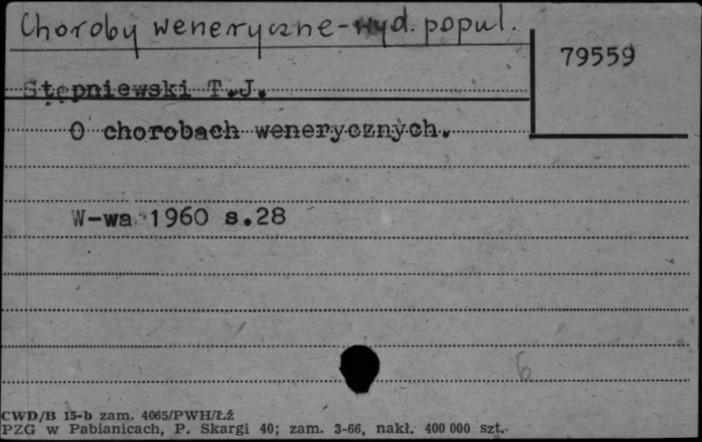 Choroby weneryczne-wyd. popul.
79559
Stępniewski T.J.
O chorobach wenerycznych.
W-wa 1960 s.28
6
CWD/B 15-b zam. 4065/PWH/Łź
PZG w Pabianicach, P. Skargi 40; zam. 3-66, nakł. 400 000 szt.